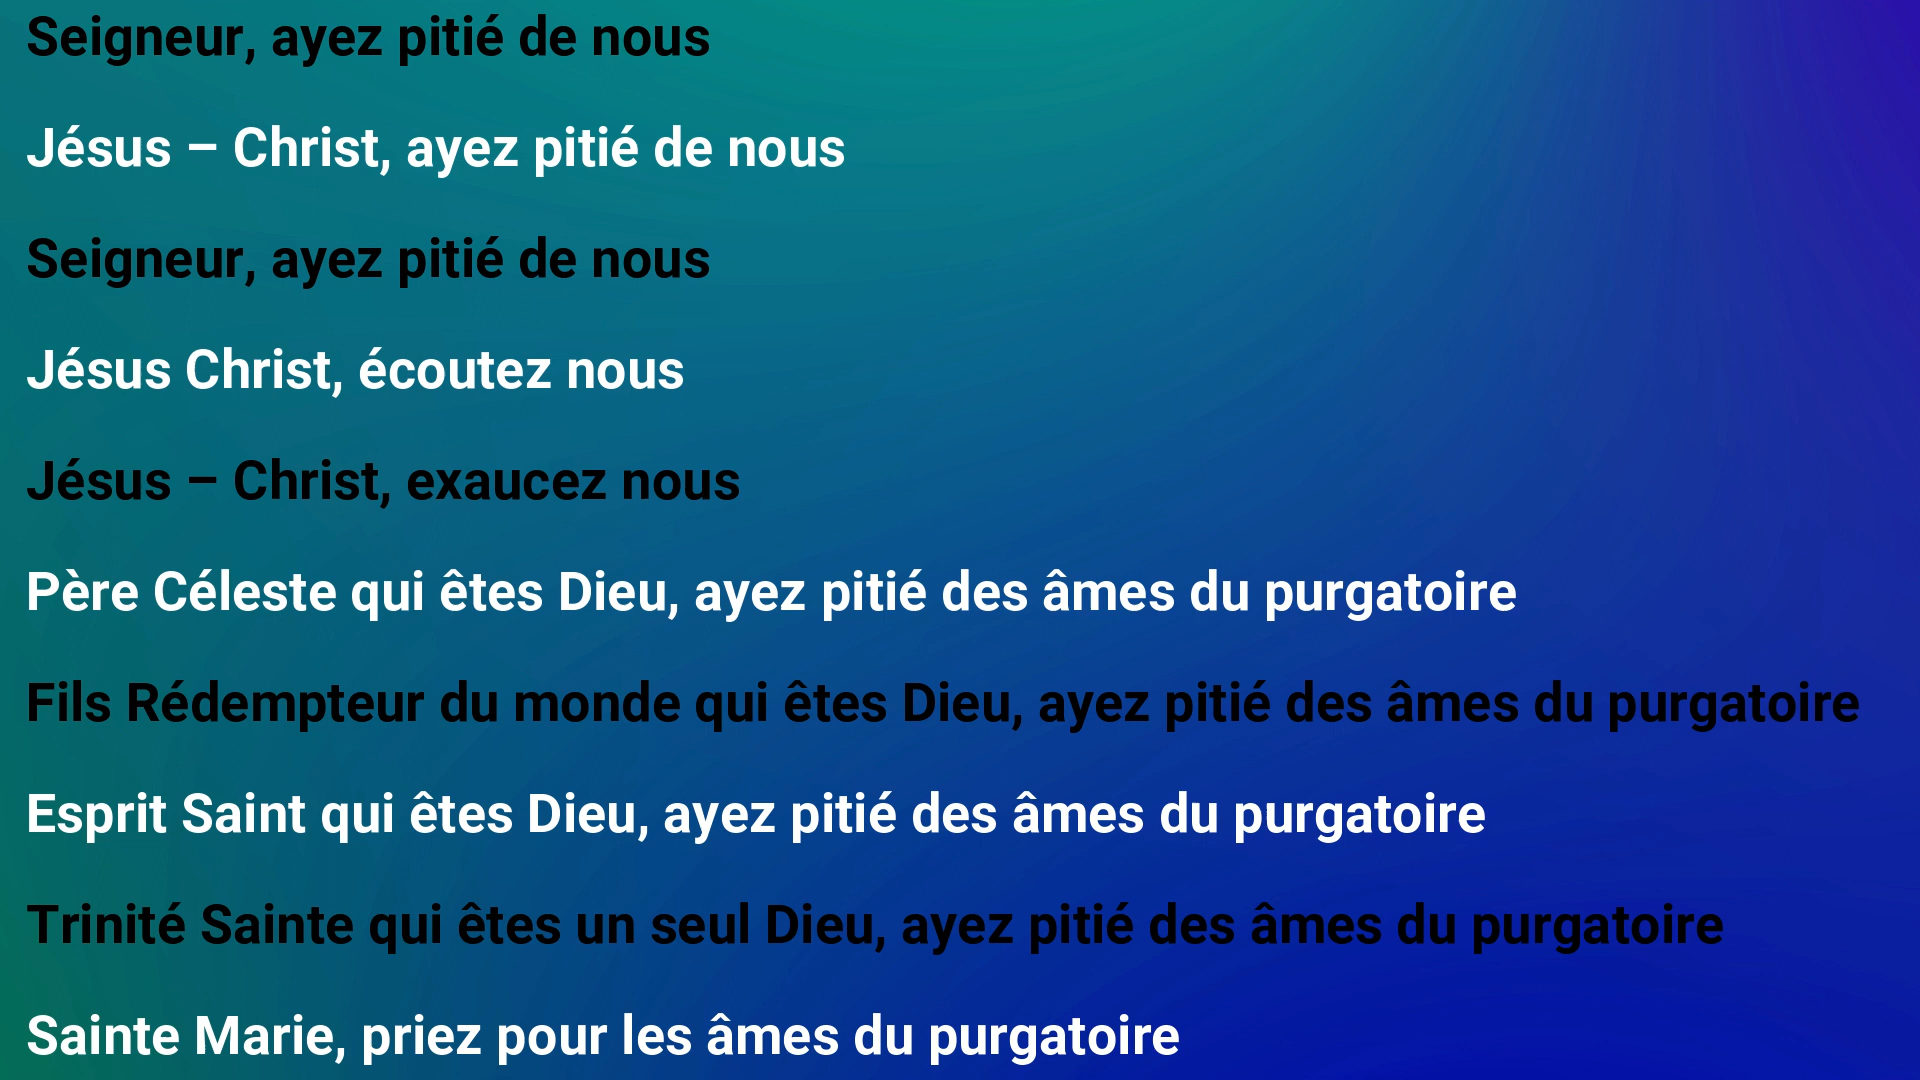 Seigneur, ayez pitié de nous
Jésus – Christ, ayez pitié de nous
Seigneur, ayez pitié de nous
Jésus Christ, écoutez nous
Jésus – Christ, exaucez nous
Père Céleste qui êtes Dieu, ayez pitié des âmes du purgatoire
Fils Rédempteur du monde qui êtes Dieu, ayez pitié des âmes du purgatoire
Esprit Saint qui êtes Dieu, ayez pitié des âmes du purgatoire
Trinité Sainte qui êtes un seul Dieu, ayez pitié des âmes du purgatoire
Sainte Marie, priez pour les âmes du purgatoire